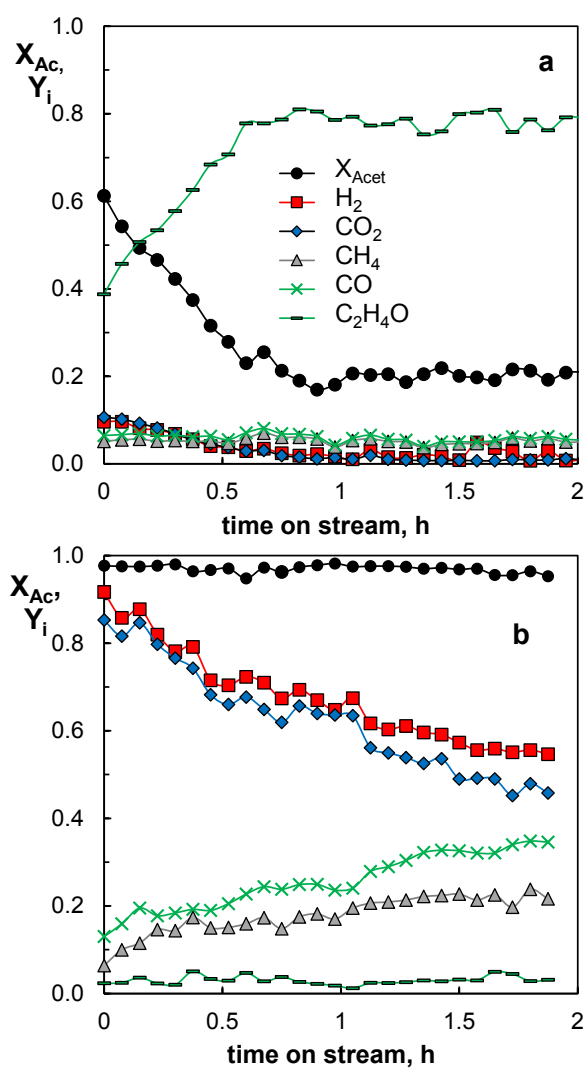 1.0
X_Ac,
Y_i
a
0.8
X_Acet
H_2
0.6
CO_2
CH_4
0.4
CO
C_2H_4O
0.2
0.0
0 0.5 1 1.5 2
time on stream, h
1.0
X_Ac,
Y_i
b
0.8
0.6
0.4
0.2
0.0
0 0.5 1 1.5 2
time on stream, h